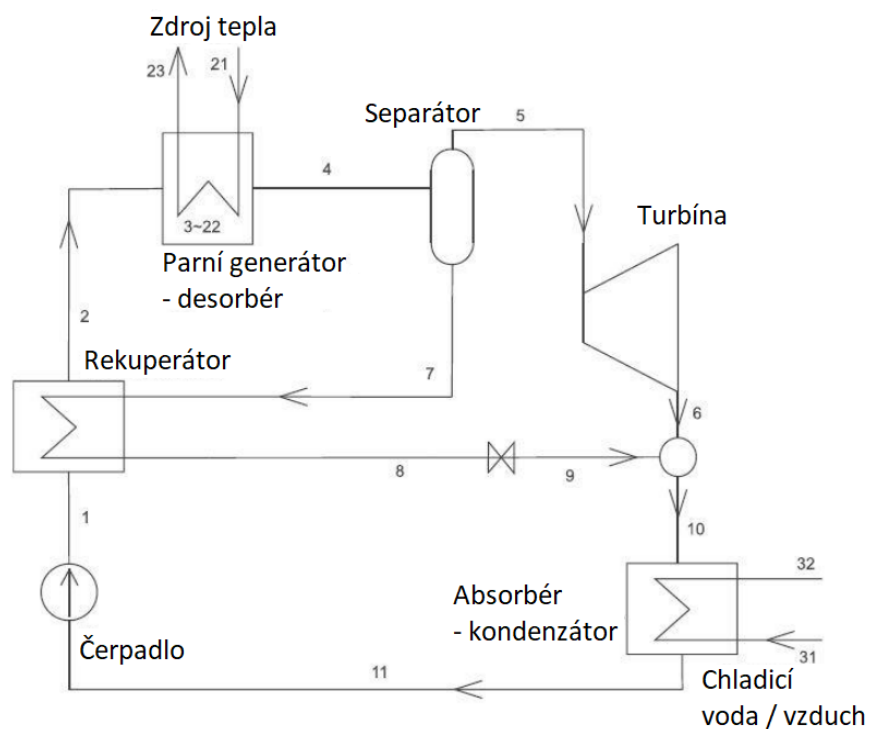 Zdroj tepla
23
21
Separátor
5
4
Turbína
3~22
Parní generátor
- desorbér
2
Rekuperátor
7
6
8
9
1
10
32
Absorbér
- kondenzátor
Čerpadlo
31
11
Chladicí
voda / vzduch